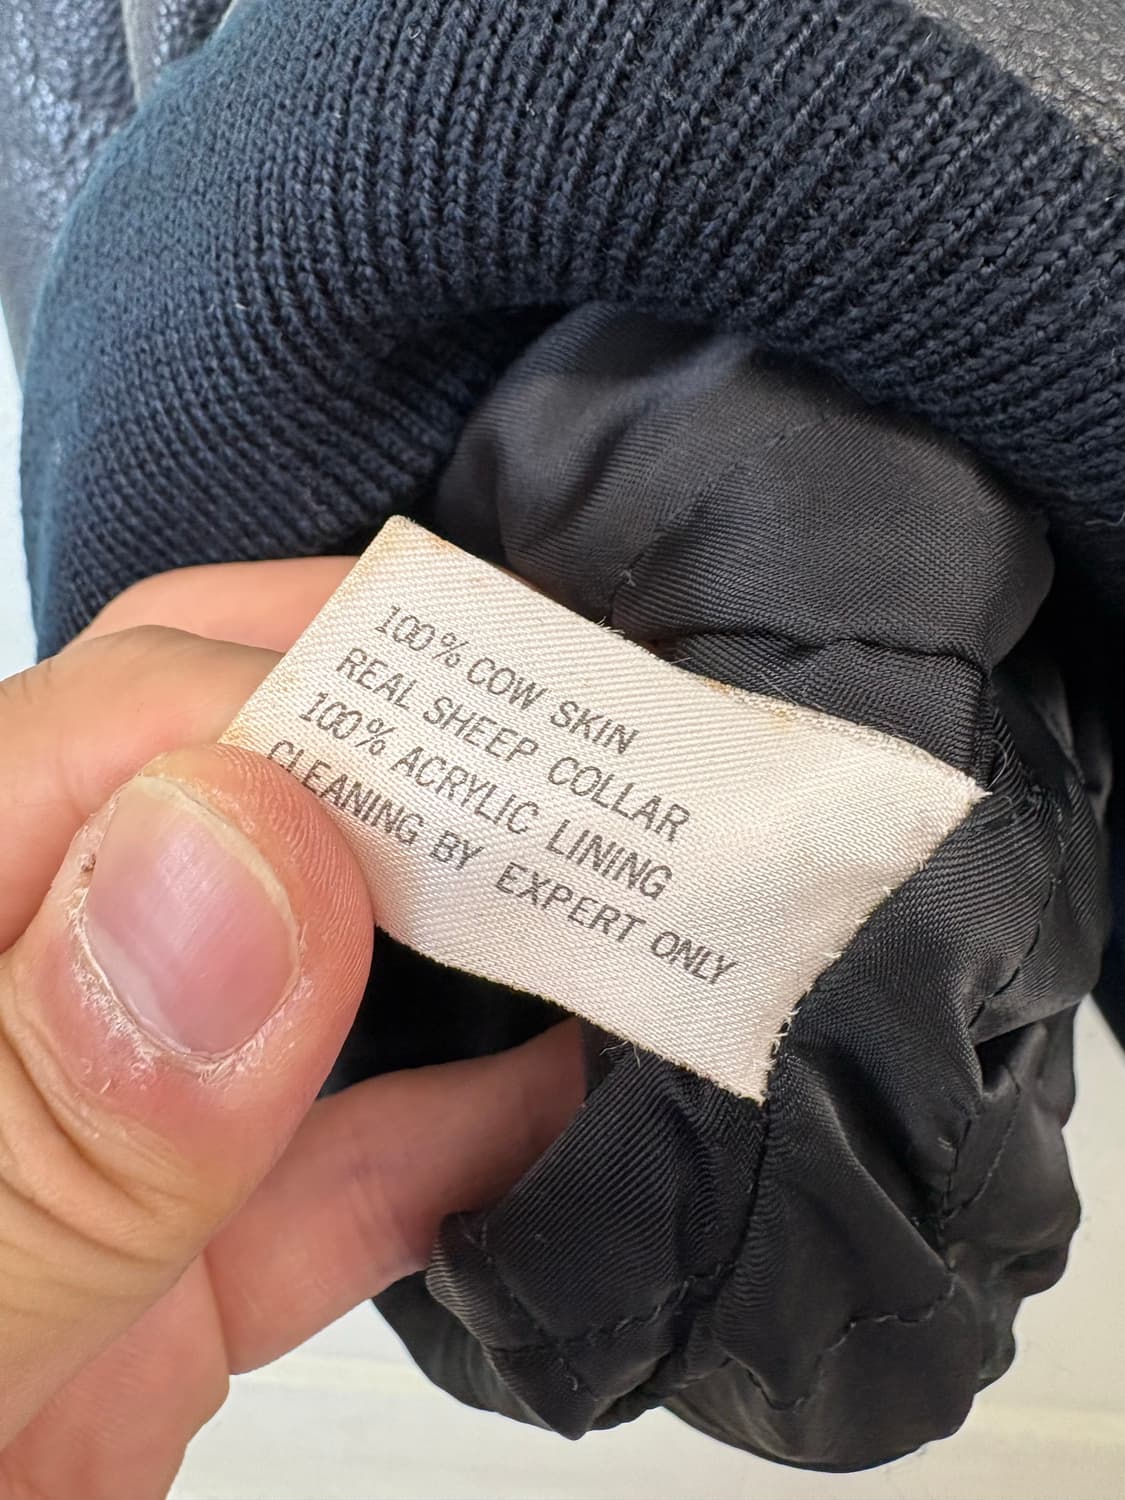 100% COW SKIN
REAL SHEEP COLLAR
100% ACRYLIC LINING
CLEANING BY EXPERT ONLY